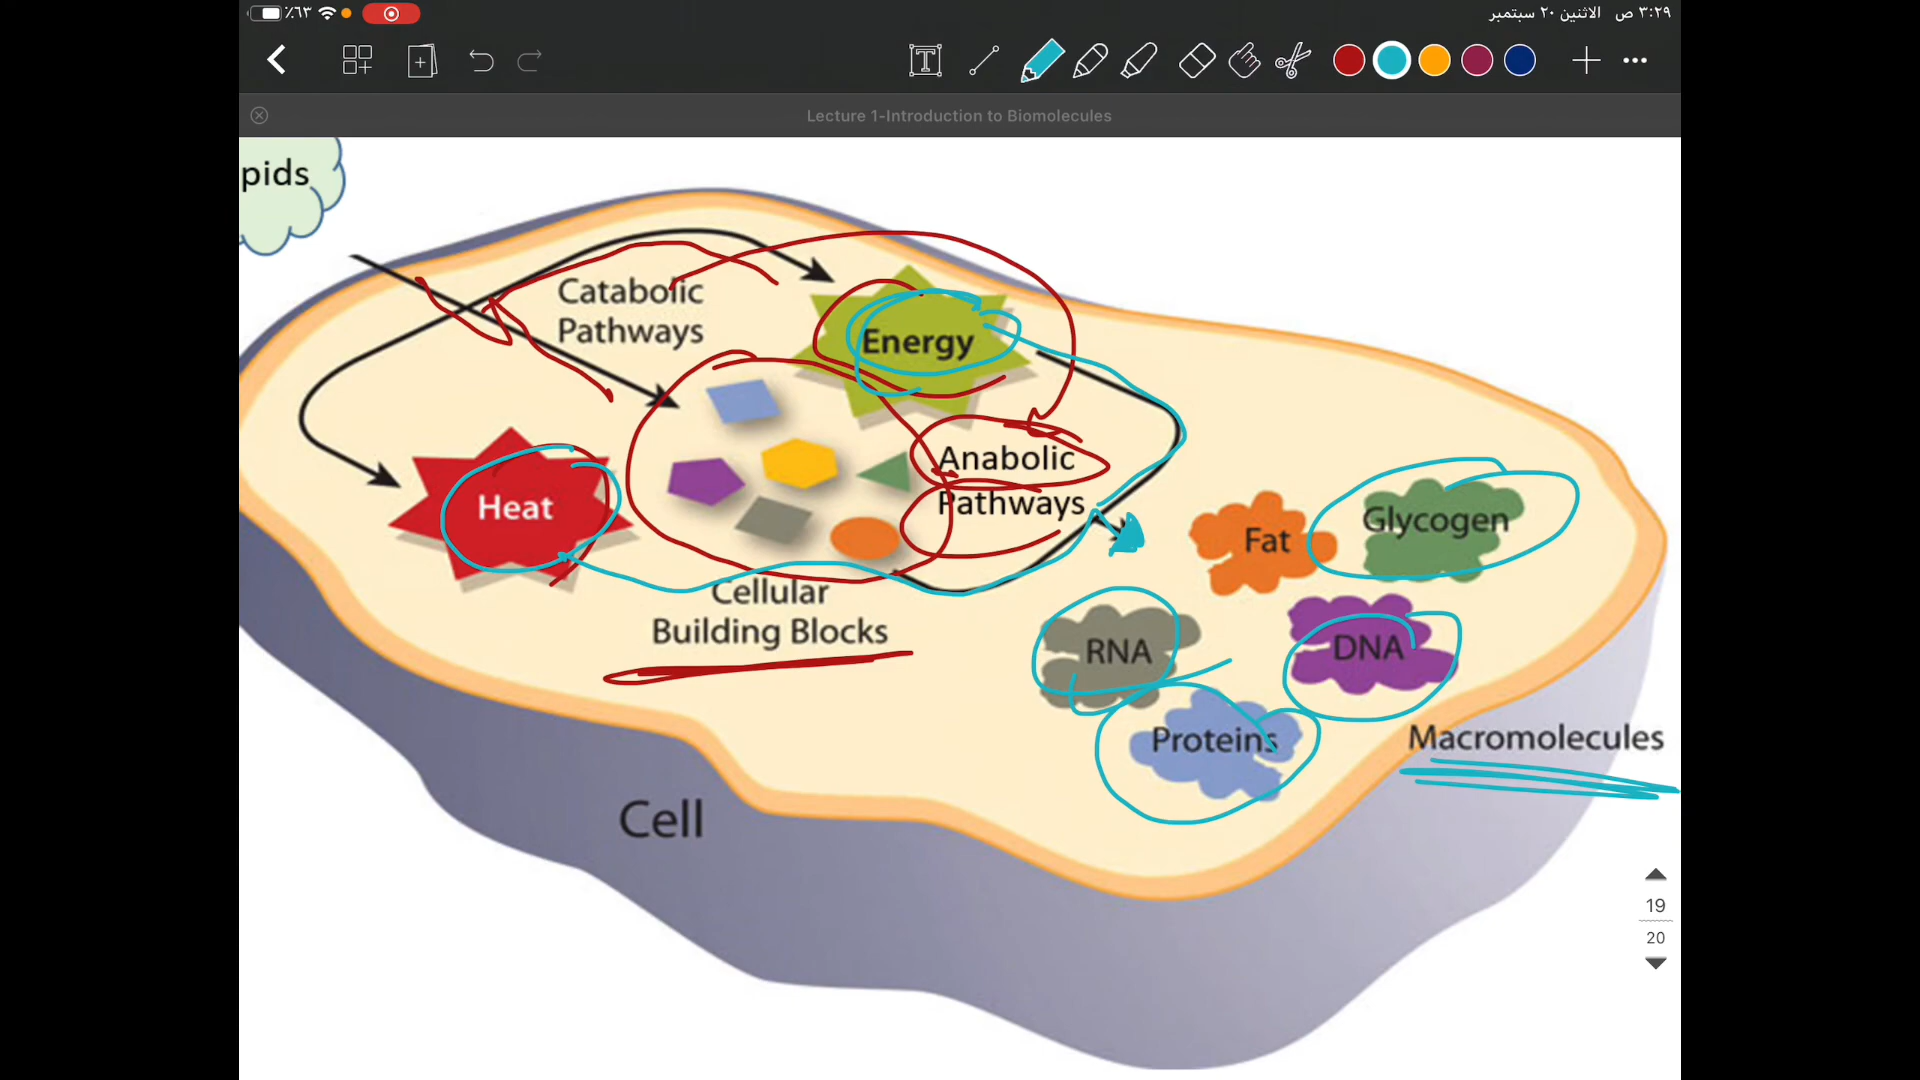 ٪٦٣
٣:٢٩ ص الاثنين ٢٠ سبتمبر
T
Lecture 1-Introduction to Biomolecules
pids
Catabolic
Pathways
Energy
Heat
Anabolic
Pathways
Cellular
Building Blocks
Fat
Glycogen
RNA
DNA
Proteins
Macromolecules
Cell
19
20